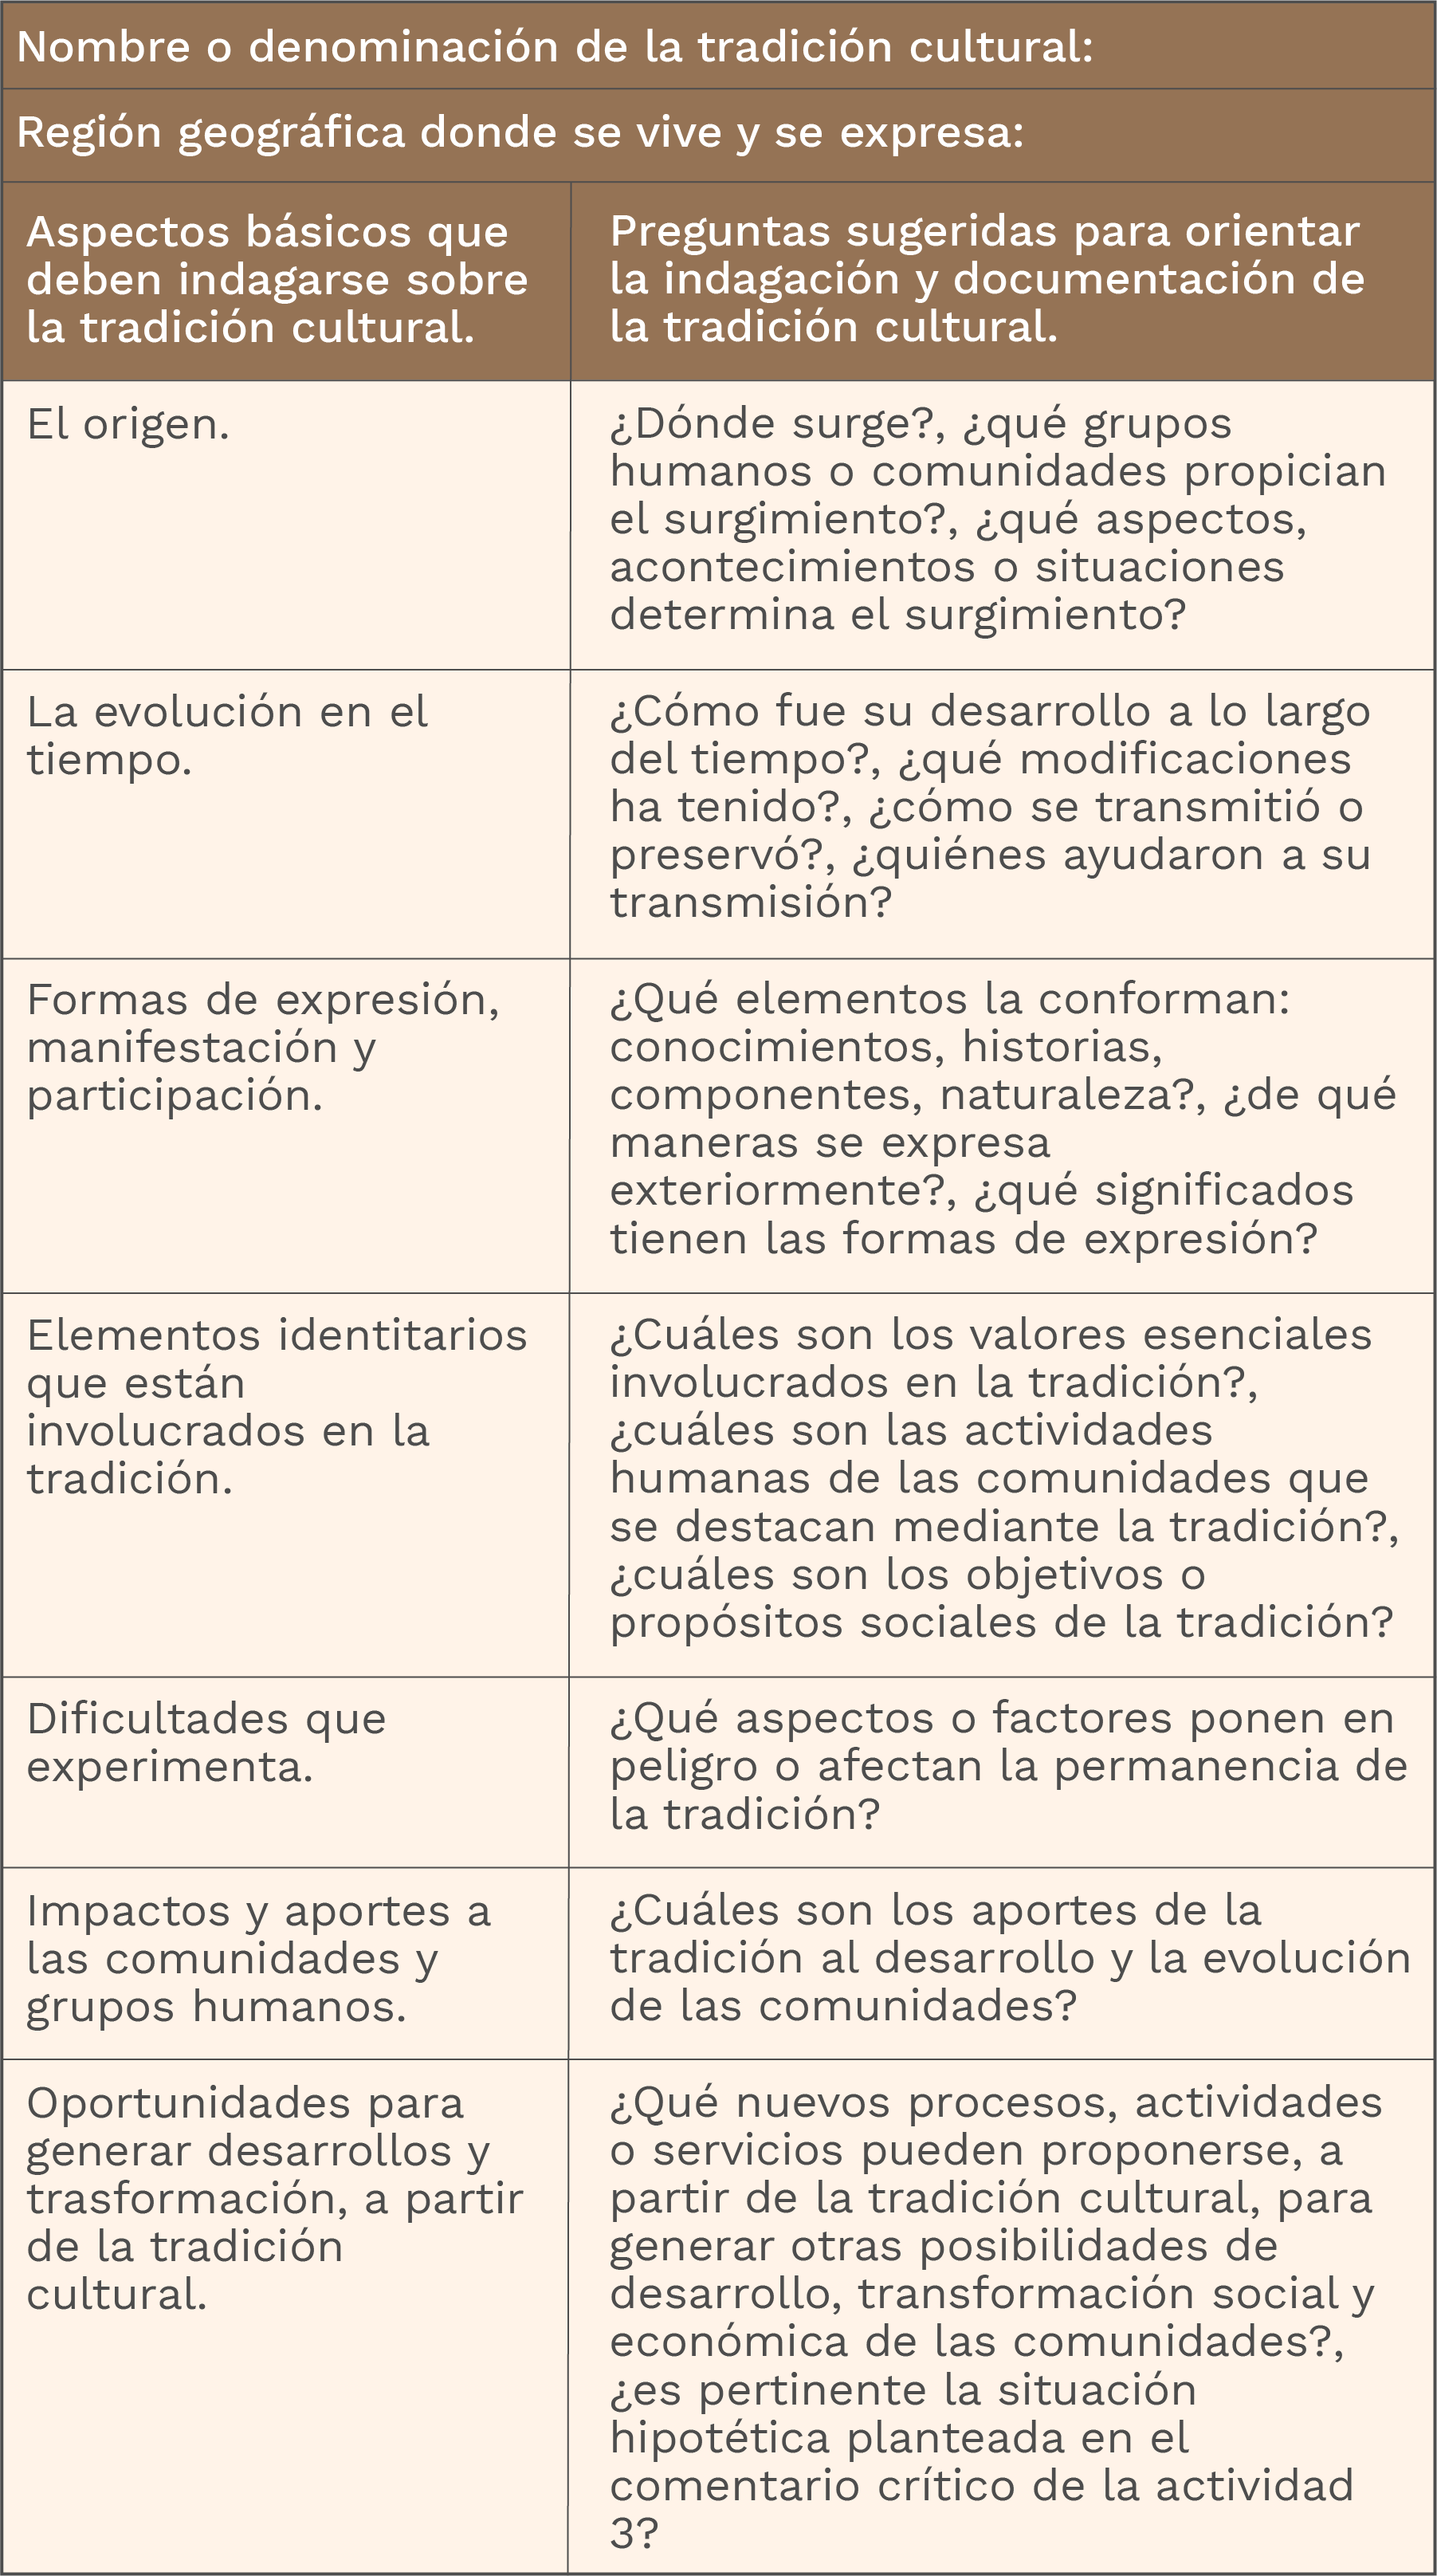 Nombre o denominación de la tradición cultural:
Región geográfica donde se vive y se expresa:
Aspectos básicos que
deben indagarse sobre
la tradición cultural.
Preguntas sugeridas para orientar
la indagación y documentación de
la tradición cultural.
El origen.
¿Dónde surge?, ¿qué grupos
humanos o comunidades propician
el surgimiento?, ¿qué aspectos,
acontecimientos o situaciones
determina el surgimiento?
La evolución en el
tiempo.
¿Cómo fue su desarrollo a lo largo
del tiempo?, ¿qué modificaciones
ha tenido?, ¿cómo se transmitió o
preservó?, ¿quiénes ayudaron a su
transmisión?
Formas de expresión,
manifestación y
participación.
¿Qué elementos la conforman:
conocimientos, historias,
componentes, naturaleza?, ¿de qué
maneras se expresa
exteriormente?, ¿qué significados
tienen las formas de expresión?
Elementos identitarios
que están
involucrados en la
tradición.
¿Cuáles son los valores esenciales
involucrados en la tradición?,
¿cuáles son las actividades
humanas de las comunidades que
se destacan mediante la tradición?,
¿cuáles son los objetivos o
propósitos sociales de la tradición?
Dificultades que
experimenta.
¿Qué aspectos o factores ponen en
peligro o afectan la permanencia de
la tradición?
Impactos y aportes a
las comunidades y
grupos humanos.
¿Cuáles son los aportes de la
tradición al desarrollo y la evolución
de las comunidades?
Oportunidades para
generar desarrollos y
trasformación, a partir
de la tradición
cultural.
¿Qué nuevos procesos, actividades
o servicios pueden proponerse, a
partir de la tradición cultural, para
generar otras posibilidades de
desarrollo, transformación social y
económica de las comunidades?,
¿es pertinente la situación
hipotética planteada en el
comentario crítico de la actividad
3?